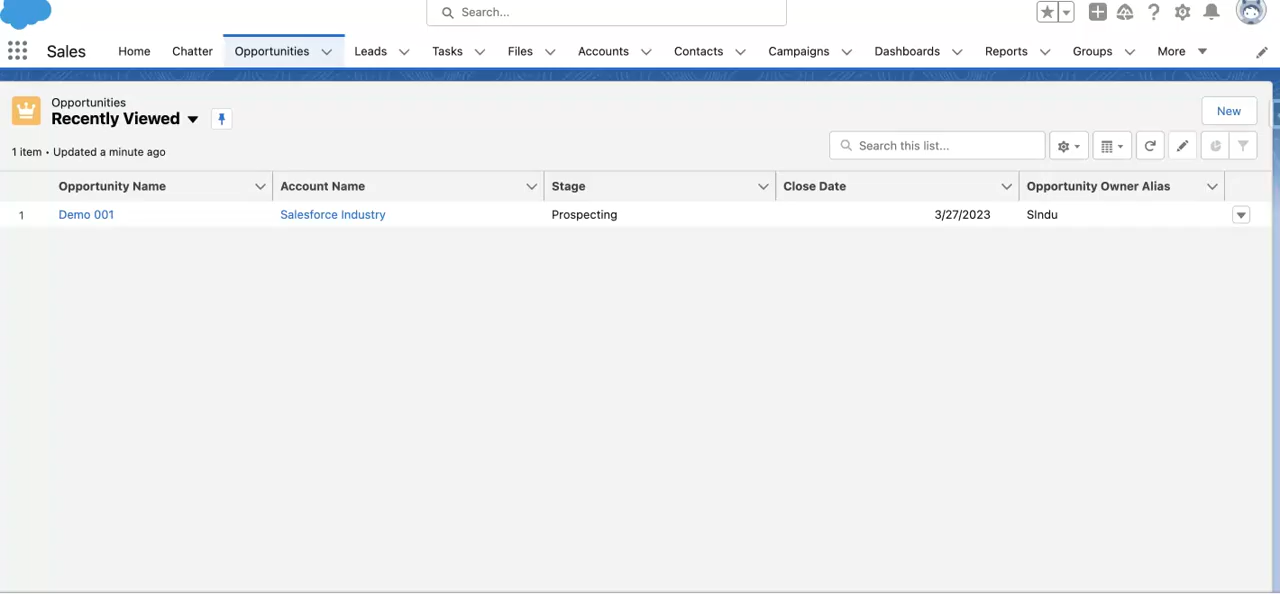 Search...
Sales Home Chatter Opportunities Leads Tasks Files Accounts Contacts Campaigns Dashboards Reports Groups More
Opportunities
Recently Viewed
New
1 item • Updated a minute ago
Search this list...
Opportunity Name Account Name Stage Close Date Opportunity Owner Alias
1 Demo 001 Salesforce Industry Prospecting 3/27/2023 SIndu